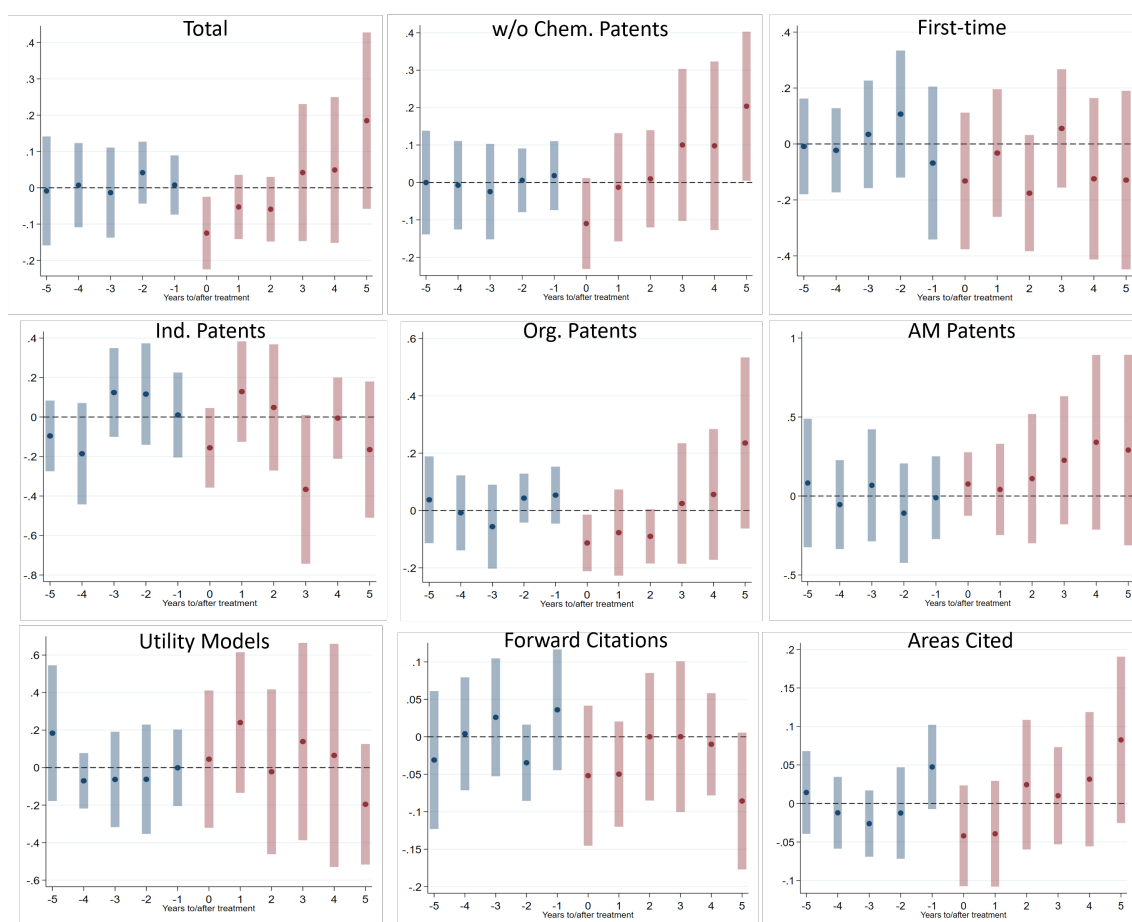 Total
.4
.3
.2
.1
0
-.1
-.2
-5 -4 -3 -2 -1 0 1 2 3 4 5
Years to/after treatment
w/o Chem. Patents
.4
.3
.2
.1
0
-.1
-.2
-5 -4 -3 -2 -1 0 1 2 3 4 5
Years to/after treatment
First-time
.4
.2
0
-.2
-.4
-5 -4 -3 -2 -1 0 1 2 3 4 5
Years to/after treatment
Ind. Patents
.4
.2
0
-.2
-.4
-.6
-.8
-5 -4 -3 -2 -1 0 1 2 3 4 5
Years to/after treatment
Org. Patents
.6
.4
.2
0
-.2
-5 -4 -3 -2 -1 0 1 2 3 4 5
Years to/after treatment
AM Patents
1
.5
0
-.5
-5 -4 -3 -2 -1 0 1 2 3 4 5
Years to/after treatment
Utility Models
.6
.4
.2
0
-.2
-.4
-.6
-5 -4 -3 -2 -1 0 1 2 3 4 5
Years to/after treatment
Forward Citations
.1
.05
0
-.05
-.1
-.15
-.2
-5 -4 -3 -2 -1 0 1 2 3 4 5
Years to/after treatment
Areas Cited
.2
.15
.1
.05
0
-.05
-.1
-5 -4 -3 -2 -1 0 1 2 3 4 5
Years to/after treatment